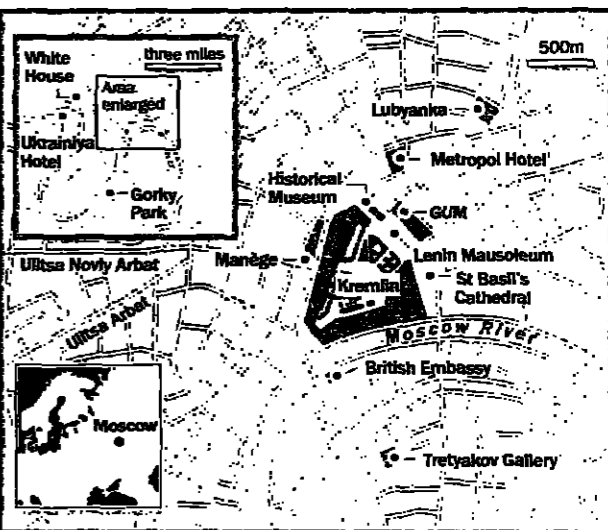 White
House
three miles
Area
enlarged
Ukrainiya
Hotel
Gorky
Park
500m
Lubyanka
Metropol Hotel
Historical
Museum
GUM
Ulitsa Noviy Arbat
Manège
Lenin Mausoleum
Kremlin
St Basil's
Cathedral
Ulitsa Arbat
Moscow River
British Embassy
Moscow
Tretyakov Gallery